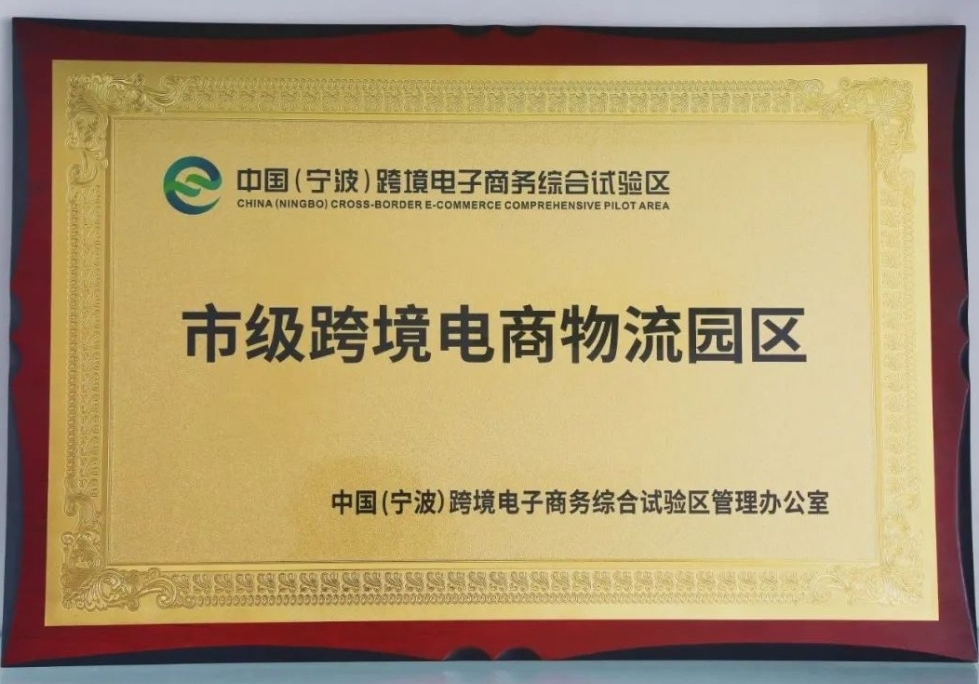 中国(宁波)跨境电子商务综合试验区
CHINA (NINGBO) CROSS-BORDER E-COMMERCE COMPREHENSIVE PILOT AREA
市级跨境电商物流园区
中国(宁波)跨境电子商务综合试验区管理办公室